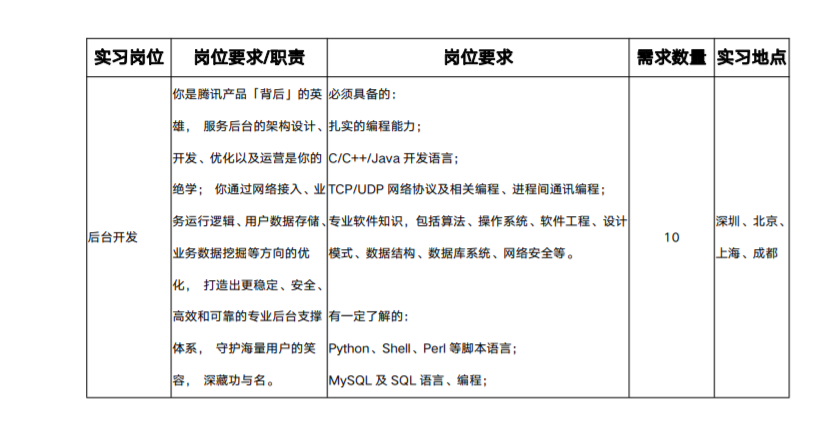 实习岗位
岗位要求/职责
岗位要求
需求数量
实习地点
后台开发
你是腾讯产品「背后」的英
雄， 服务后台的架构设计、
开发、优化以及运营是你的
绝学； 你通过网络接入、业
务运行逻辑、用户数据存储、
业务数据挖掘等方向的优
化， 打造出更稳定、安全、
高效和可靠的专业后台支撑
体系， 守护海量用户的笑
容， 深藏功与名。
必须具备的：
扎实的编程能力；
C/C++/Java 开发语言；
TCP/UDP 网络协议及相关编程、进程间通讯编程；
专业软件知识，包括算法、操作系统、软件工程、设计
模式、数据结构、数据库系统、网络安全等。
有一定了解的：
Python、Shell、Perl 等脚本语言；
MySQL 及 SQL 语言、编程；
10
深圳、北京、
上海、成都